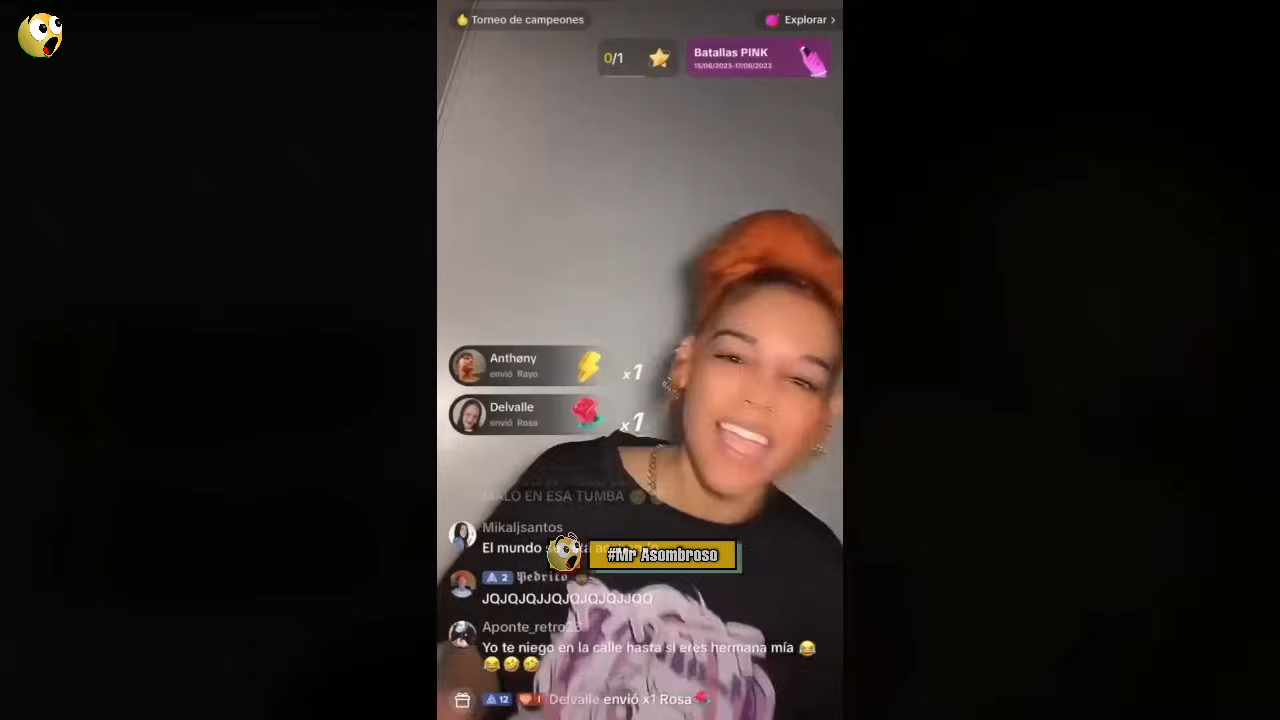 Torneo de campeones
Explorar >
0/1
Batallas PINK
15/08/2023-17/08/2023
Anthøny
envió Rayo
x1
Delvalle
envió Rosa
x1
MALO EN ESA TUMBA
Mikaljsantos
El mundo se
#Mr Asombroso
2 Pedrito
JQJQJQJJQJQJQJQJJQQ
Aponte_retro23
Yo te niego en la calle hasta si eres hermana mía 😂
😂🤣🤣
12 Delvalle envió x1 Rosa